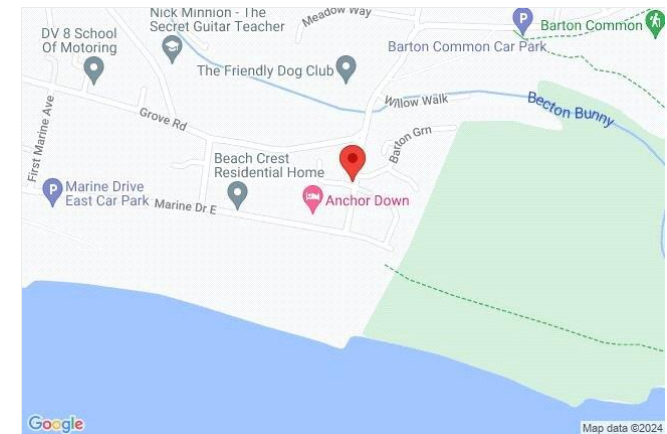 Nick Minnion - The
Secret Guitar Teacher
Meadow Way
Barton Common
DV 8 School
Of Motoring
Barton Common Car Park
The Friendly Dog Club
Willow Walk
Becton Bunny
Grove Rd
First Marine Ave
Barton Grn
Beach Crest
Residential Home
Marine Drive
East Car Park
Marine Dr E
Anchor Down
Google
Map data ©2024